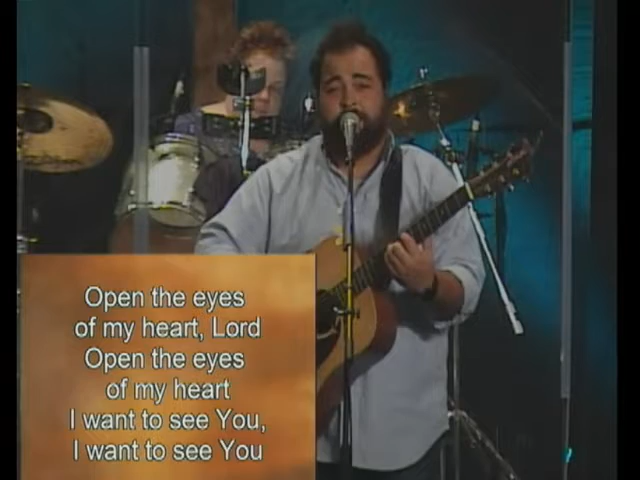 Open the eyes
of my heart, Lord
Open the eyes
of my heart
I want to see You,
I want to see You